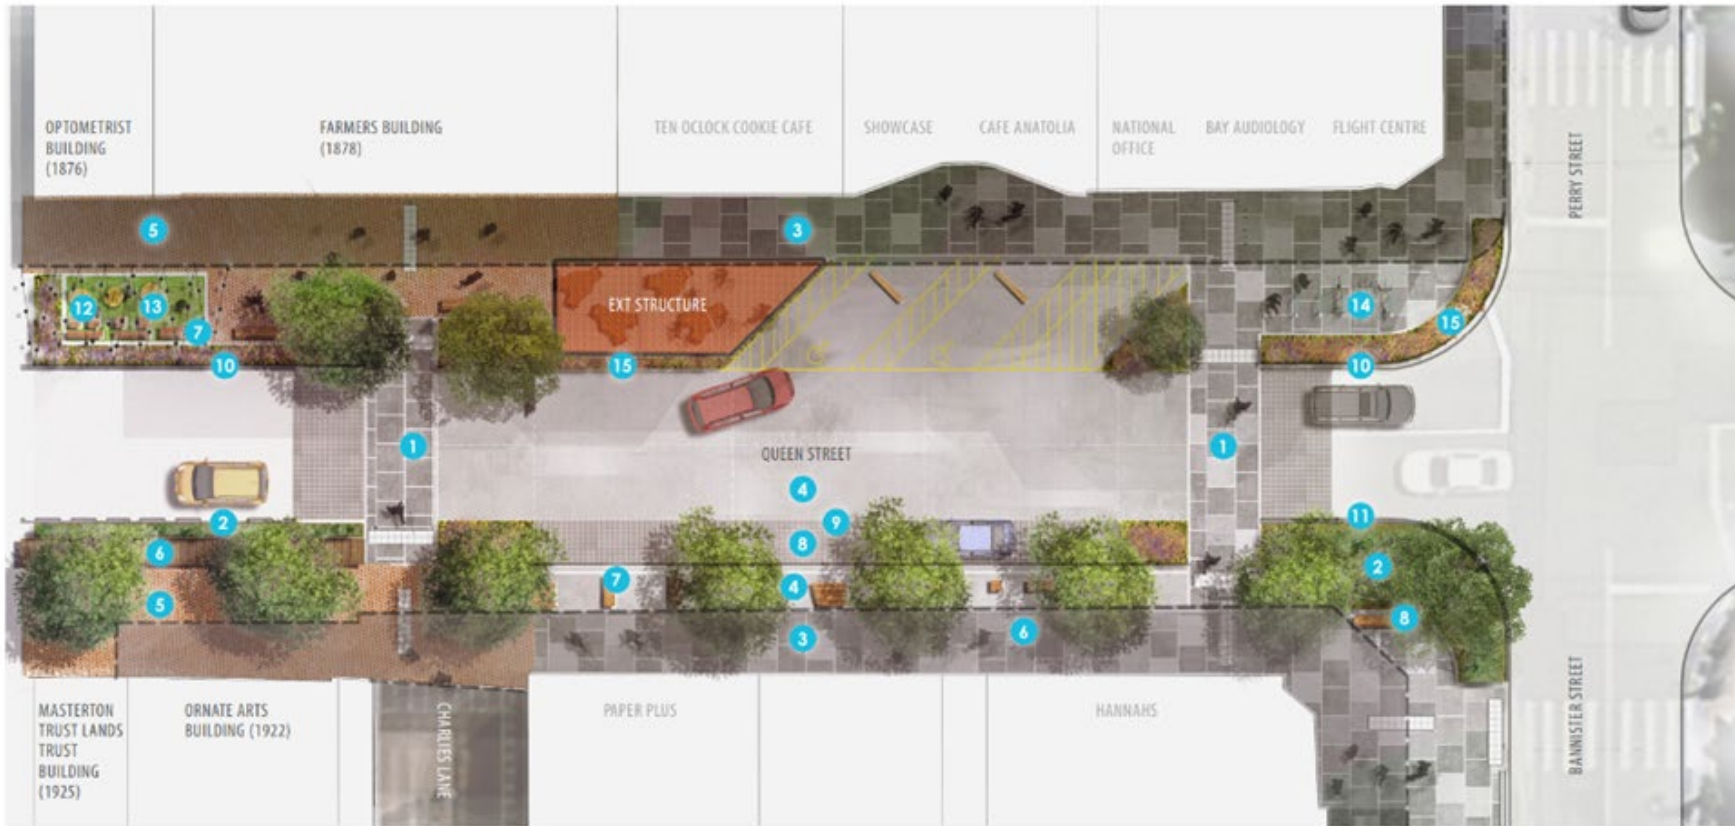 OPTOMETRIST
BUILDING
(1876)
FARMERS BUILDING
(1878)
TEN OCLOCK COOKIE CAFE
SHOWCASE
CAFE ANATOLIA
NATIONAL
OFFICE
BAY AUDIOLOGY
FLIGHT CENTRE
PERRY STREET
5
3
12
13
7
10
EXT STRUCTURE
15
14
15
10
1
QUEEN STREET
1
4
2
9
11
6
8
2
5
7
4
3
6
8
MASTERTON
TRUST LANDS
TRUST
BUILDING
(1925)
ORNATE ARTS
BUILDING (1922)
CHARLIES LANE
PAPER PLUS
HANNAHS
BANNISTER STREET